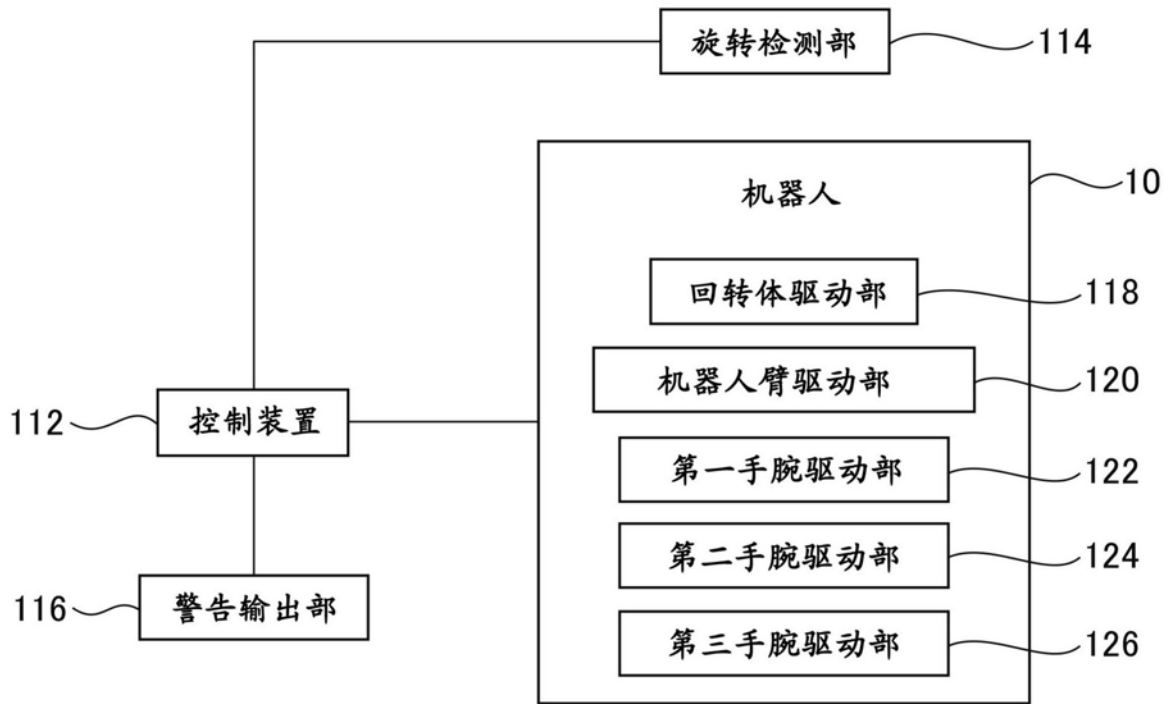 旋转检测部 114
机器人 10
回转体驱动部 118
机器人臂驱动部 120
112 控制装置
第一手腕驱动部 122
第二手腕驱动部 124
116 警告输出部
第三手腕驱动部 126